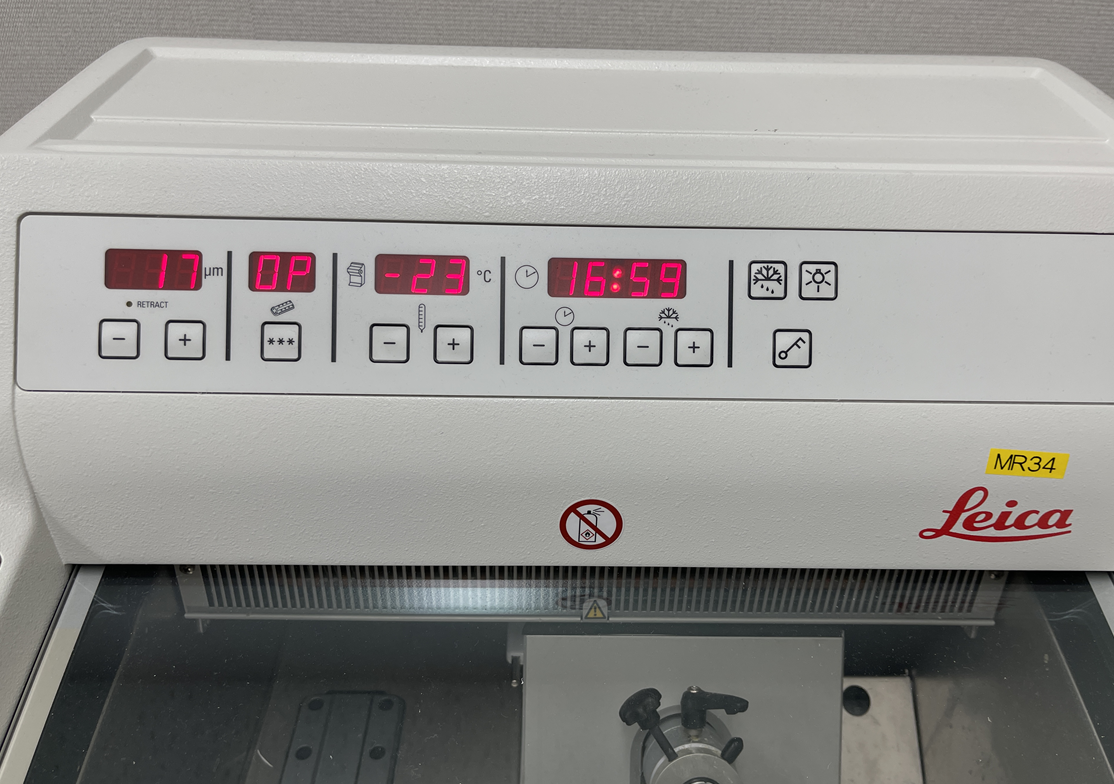 17 µm
0P
-23 °C
16:59
RETRACT
− +
***
− +
− + − +
MR34
Leica